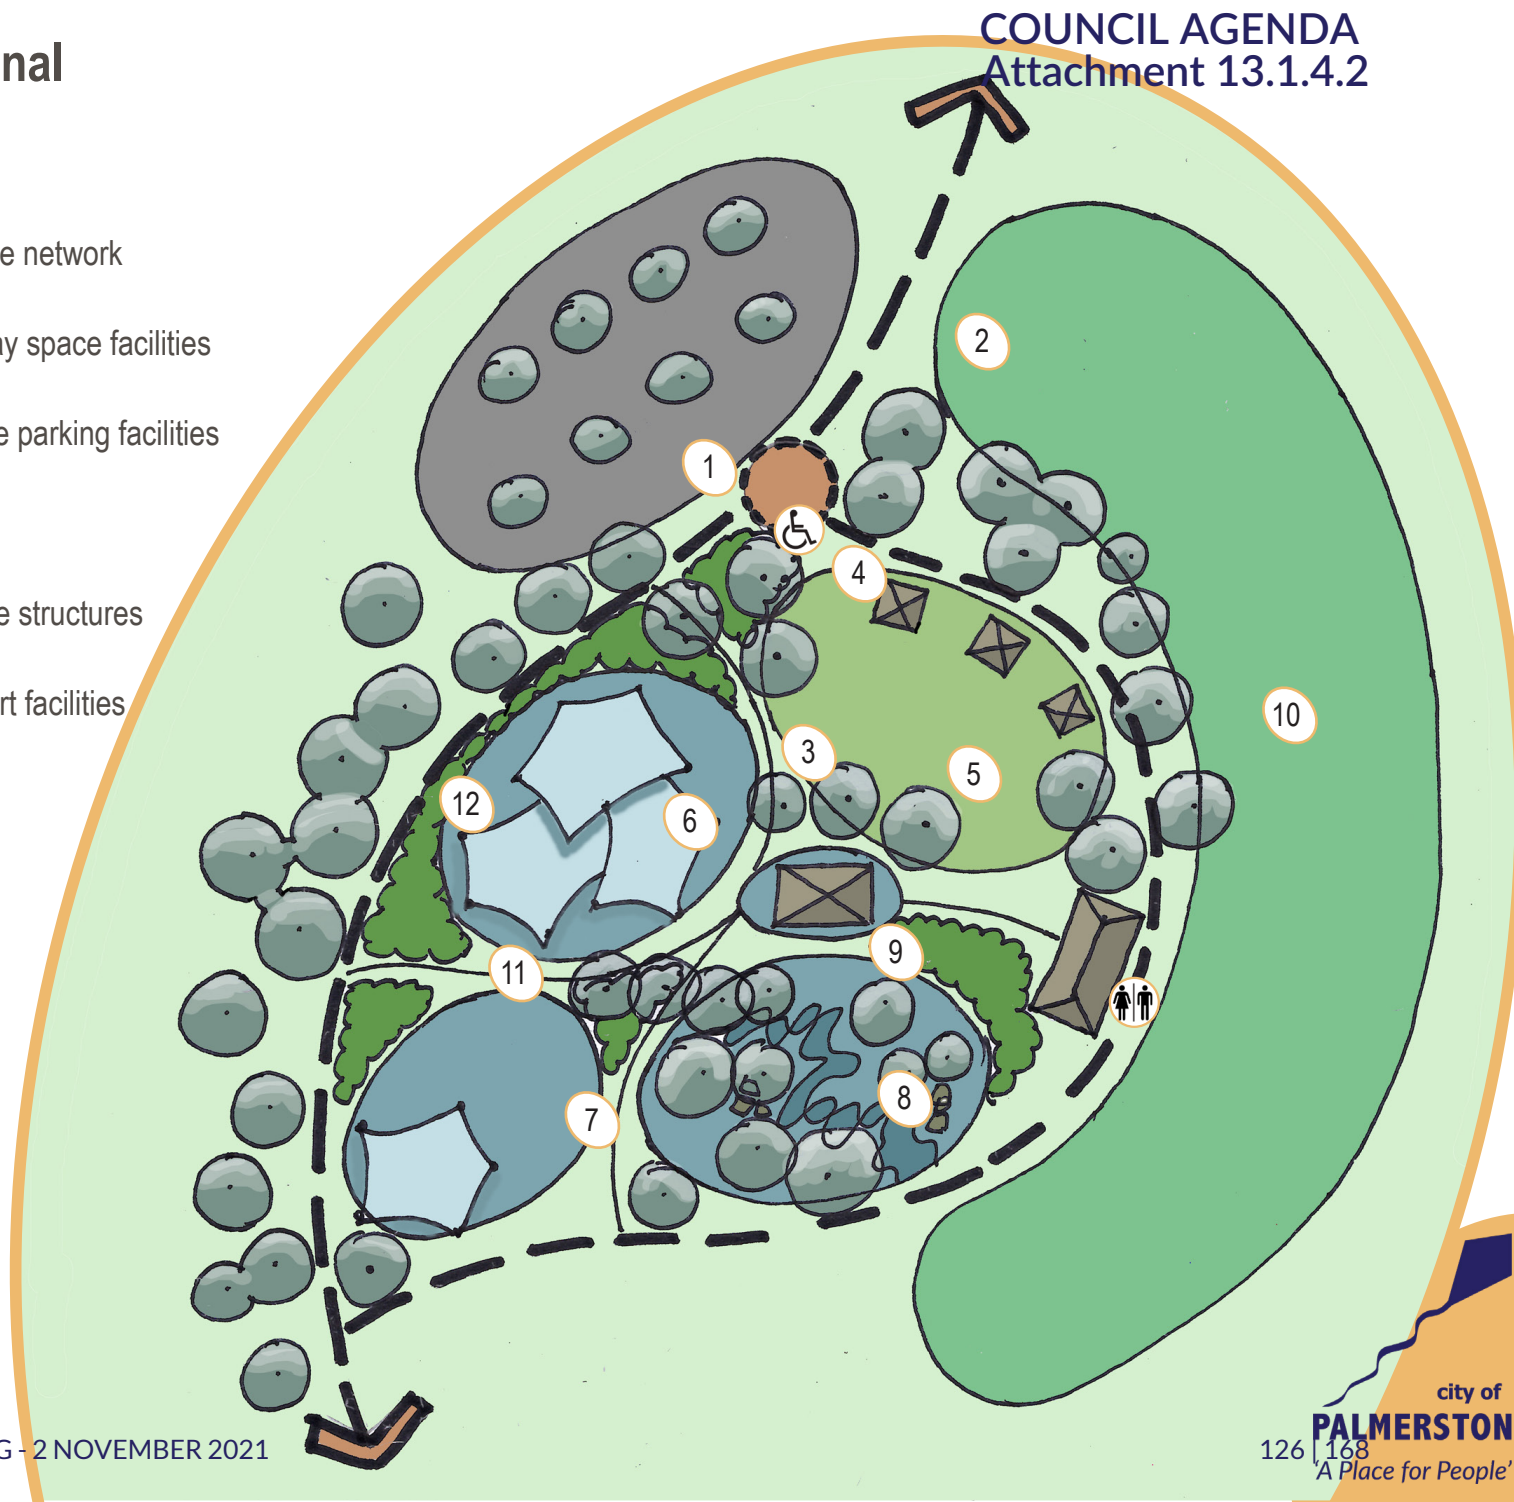 COUNCIL AGENDA
Attachment 13.1.4.2
nal
e network
ay space facilities
e parking facilities
e structures
rt facilities
2
1
4
10
3
5
12
6
9
11
8
7
city of
PALMERSTON
'A Place for People'
G - 2 NOVEMBER 2021
126 | 168